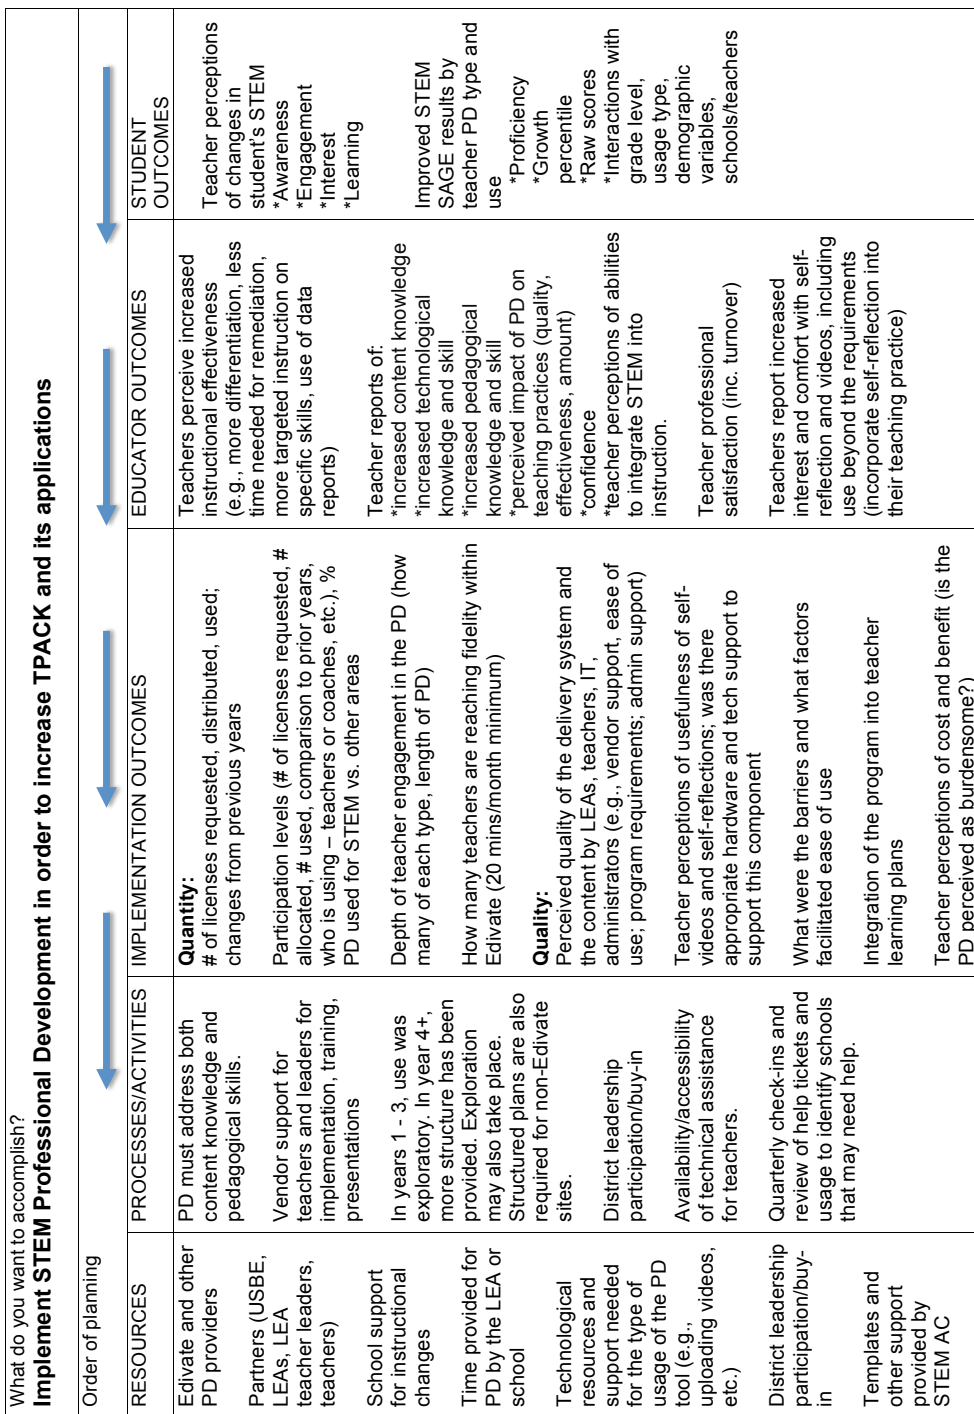 What do you want to accomplish?
Implement STEM Professional Development in order to increase TPACK and its applications
Order of planning
RESOURCES
PROCESSES/ACTIVITIES
IMPLEMENTATION OUTCOMES
EDUCATOR OUTCOMES
STUDENT
OUTCOMES
Edivate and other
PD providers
Partners (USBE,
LEAs, LEA
teacher leaders,
teachers)
School support
for instructional
changes
Time provided for
PD by the LEA or
school
Technological
resources and
support needed
for the type of
usage of the PD
tool (e.g.,
uploading videos,
etc.)
District leadership
participation/buy-
in
Templates and
other support
provided by
STEM AC
PD must address both
content knowledge and
pedagogical skills.
Vendor support for
teachers and leaders for
implementation, training,
presentations
In years 1 - 3, use was
exploratory. In year 4+,
more structure has been
provided. Exploration
may also take place.
Structured plans are also
required for non-Edivate
sites.
District leadership
participation/buy-in
Availability/accessibility
of technical assistance
for teachers.
Quarterly check-ins and
review of help tickets and
usage to identify schools
that may need help.
Quantity:
# of licenses requested, distributed, used;
changes from previous years
Participation levels (# of licenses requested, #
allocated, # used, comparison to prior years,
who is using – teachers or coaches, etc.), %
PD used for STEM vs. other areas
Depth of teacher engagement in the PD (how
many of each type, length of PD)
How many teachers are reaching fidelity within
Edivate (20 mins/month minimum)
Quality:
Perceived quality of the delivery system and
the content by LEAs, teachers, IT,
administrators (e.g., vendor support, ease of
use; program requirements; admin support)
Teacher perceptions of usefulness of self-
videos and self-reflections; was there
appropriate hardware and tech support to
support this component
What were the barriers and what factors
facilitated ease of use
Integration of the program into teacher
learning plans
Teacher perceptions of cost and benefit (is the
PD perceived as burdensome?)
Teachers perceive increased
instructional effectiveness
(e.g., more differentiation, less
time needed for remediation,
more targeted instruction on
specific skills, use of data
reports)
Teacher reports of:
*increased content knowledge
*increased technological
knowledge and skill
*increased pedagogical
knowledge and skill
*perceived impact of PD on
teaching practices (quality,
effectiveness, amount)
*confidence
*teacher perceptions of abilities
to integrate STEM into
instruction.
Teacher professional
satisfaction (inc. turnover)
Teachers report increased
interest and comfort with self-
reflection and videos, including
use beyond the requirements
(incorporate self-reflection into
their teaching practice)
Teacher perceptions
of changes in
student's STEM
*Awareness
*Engagement
*Interest
*Learning
Improved STEM
SAGE results by
teacher PD type and
use
*Proficiency
*Growth
percentile
*Raw scores
*Interactions with
grade level,
usage type,
demographic
variables,
schools/teachers